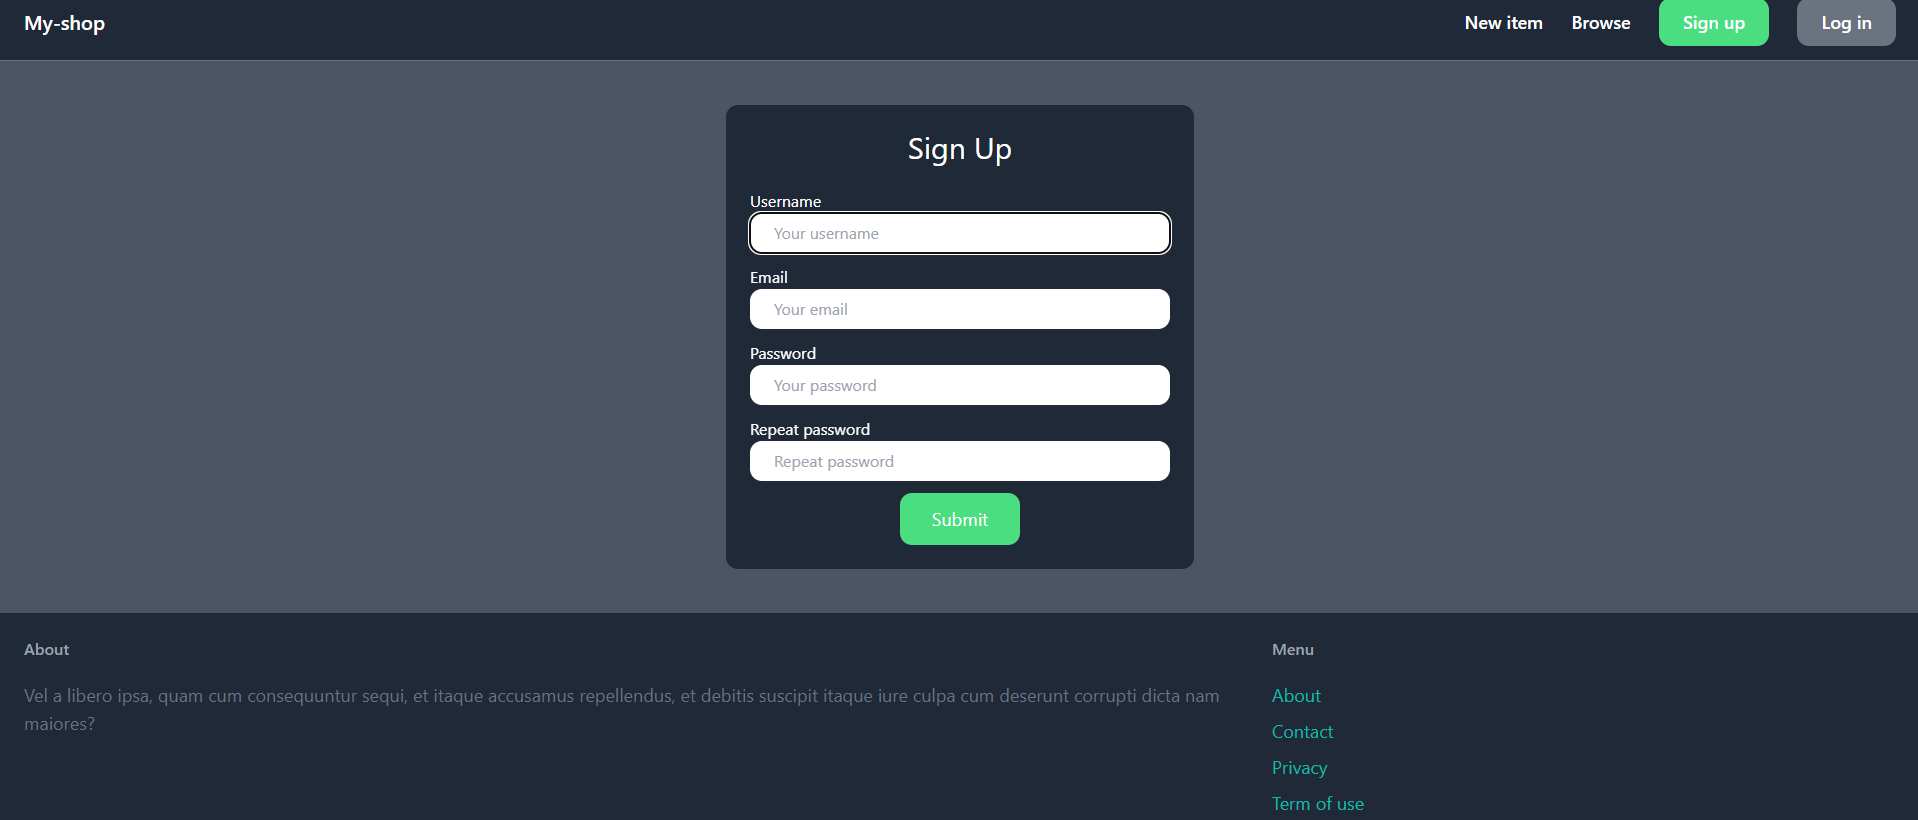 My-shop
New item
Browse
Sign up
Log in
Sign Up
Username
Your username
Email
Your email
Password
Your password
Repeat password
Repeat password
Submit
About
Vel a libero ipsa, quam cum consequuntur sequi, et itaque accusamus repellendus, et debitis suscipit itaque iure culpa cum deserunt corrupti dicta nam
maiores?
Menu
About
Contact
Privacy
Term of use